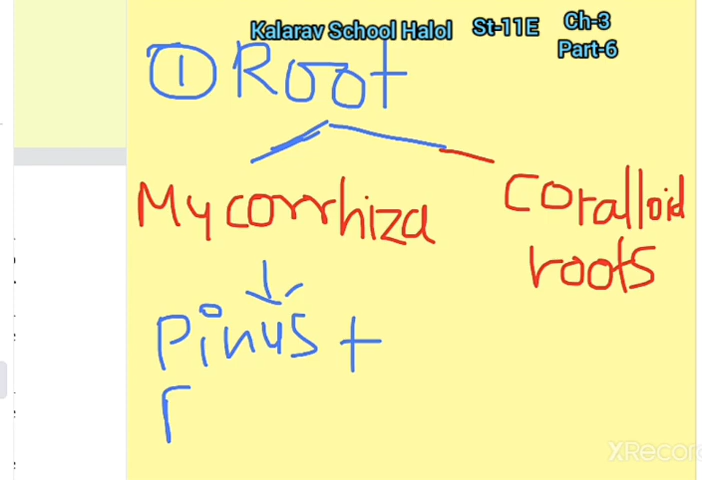 Kalarav School Halol St-11E Ch-3
Part-6
① Root
Mycorrhiza
Coralloid
roots
↓
Pinus +